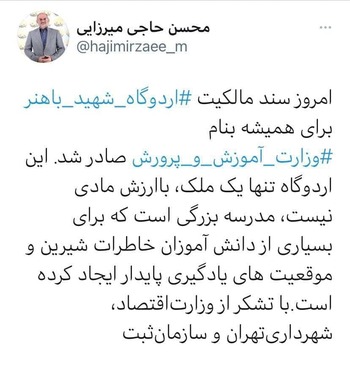 محسن حاجی میرزایی
@hajimirzaee_m
امروز سند مالکیت #اردوگاه_شهید_باهنر
برای همیشه بنام
#وزارت_آموزش_و_پرورش صادر شد. این
اردوگاه تنها یک ملک، باارزش مادی
نیست، مدرسه بزرگی است که برای
بسیاری از دانش آموزان خاطرات شیرین و
موقعیت های یادگیری پایدار ایجاد کرده
است.با تشکر از وزارت‌اقتصاد،
شهرداری‌تهران و سازمان‌ثبت